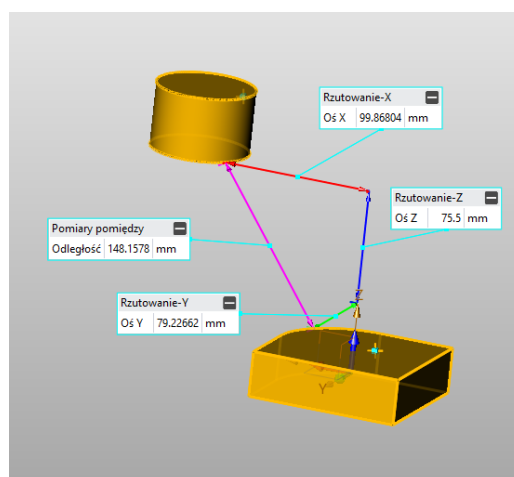 Rzutowanie-X
Oś X 99.86804 mm
Rzutowanie-Z
Oś Z 75.5 mm
Pomiary pomiędzy
Odległość 148.1578 mm
Rzutowanie-Y
Oś Y 79.22662 mm
Z
Y